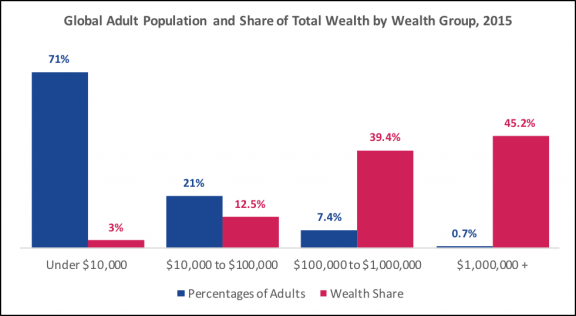 Global Adult Population and Share of Total Wealth by Wealth Group, 2015
71%
3%
21%
12.5%
7.4%
39.4%
0.7%
45.2%
Under $10,000
$10,000 to $100,000
$100,000 to $1,000,000
$1,000,000 +
Percentages of Adults
Wealth Share